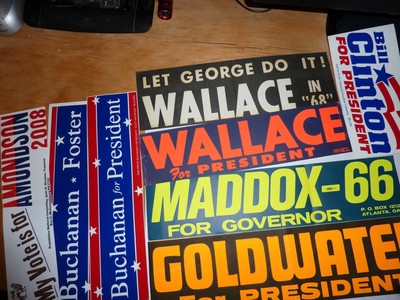 My Vote is for AMONDSON
2008
Buchanan ★ Foster
Buchanan for President
LET GEORGE DO IT!
WALLACE IN
"68"
WALLACE
For PRESIDENT
MADDOX-66
FOR GOVERNOR
P. O. BOX
ATLANTA, GA
GOLDWATER
For PRESIDENT
Bill
Clinton
FOR PRESIDENT